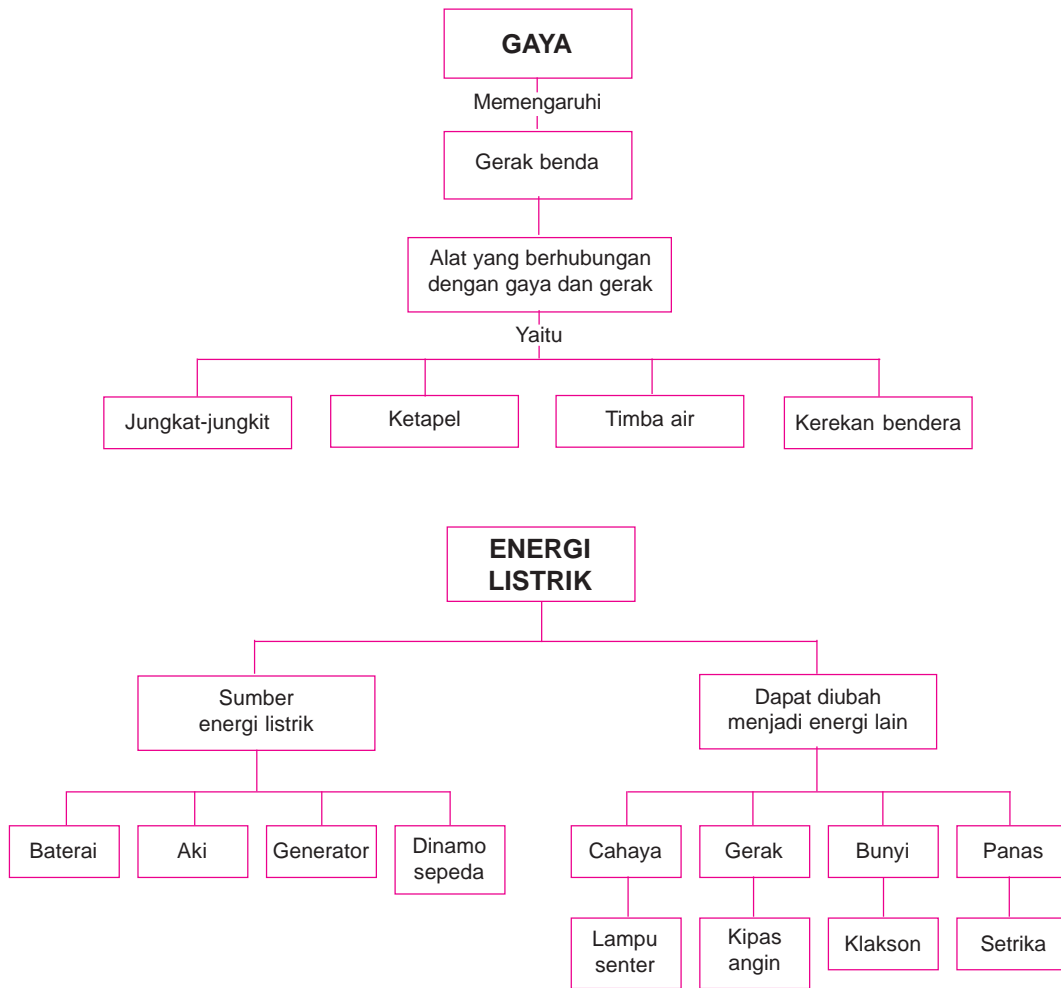 GAYA
Memengaruhi
Gerak benda
Alat yang berhubungan
dengan gaya dan gerak
Yaitu
Jungkat-jungkit
Ketapel
Timba air
Kerekan bendera
ENERGI
LISTRIK
Sumber
energi listrik
Dapat diubah
menjadi energi lain
Baterai
Aki
Generator
Dinamo
sepeda
Cahaya
Gerak
Bunyi
Panas
Lampu
senter
Kipas
angin
Klakson
Setrika